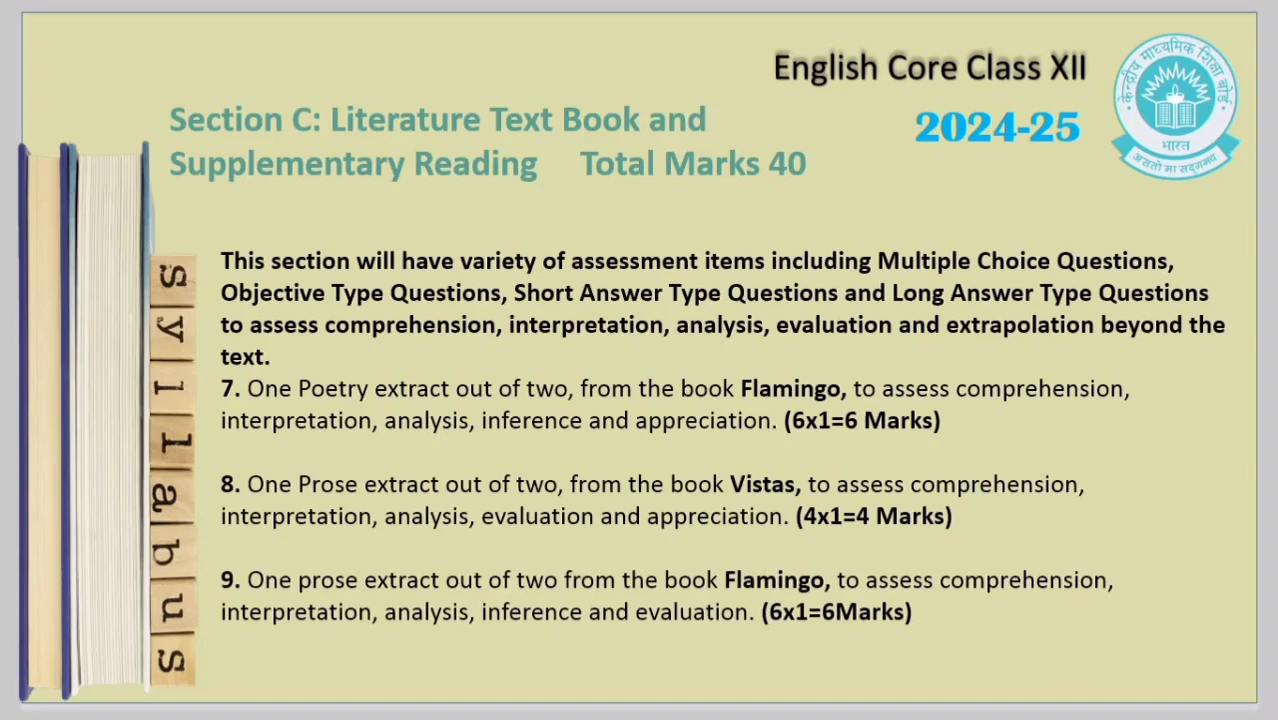 English Core Class XII
2024-25
केन्द्रीय माध्यमिक शिक्षा बोर्ड
भारत
असतो मा सद्गमय
Section C: Literature Text Book and
Supplementary Reading Total Marks 40
Syllabus
This section will have variety of assessment items including Multiple Choice Questions,
Objective Type Questions, Short Answer Type Questions and Long Answer Type Questions
to assess comprehension, interpretation, analysis, evaluation and extrapolation beyond the
text.
7. One Poetry extract out of two, from the book Flamingo, to assess comprehension,
interpretation, analysis, inference and appreciation. (6x1=6 Marks)
8. One Prose extract out of two, from the book Vistas, to assess comprehension,
interpretation, analysis, evaluation and appreciation. (4x1=4 Marks)
9. One prose extract out of two from the book Flamingo, to assess comprehension,
interpretation, analysis, inference and evaluation. (6x1=6Marks)